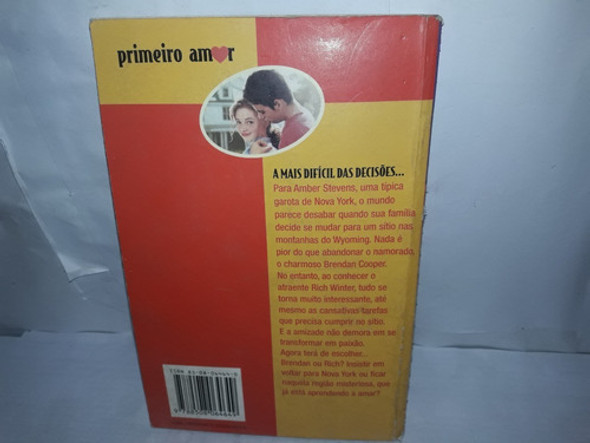 primeiro amor
A MAIS DIFÍCIL DAS DECISÕES...
Para Amber Stevens, uma típica
garota de Nova York, o mundo
parece desabar quando sua família
decide se mudar para um sítio nas
montanhas do Wyoming. Nada é
pior do que abandonar o namorado,
o charmoso Brendan Cooper.
No entanto, ao conhecer o
atraente Rich Winter, tudo se
torna muito interessante, até
mesmo as cansativas tarefas
que precisa cumprir no sítio.
E a amizade não demora em se
transformar em paixão.
Agora terá de escolher...
Brendan ou Rich? Insistir em
voltar para Nova York ou ficar
naquela região misteriosa, que
já está aprendendo a amar?